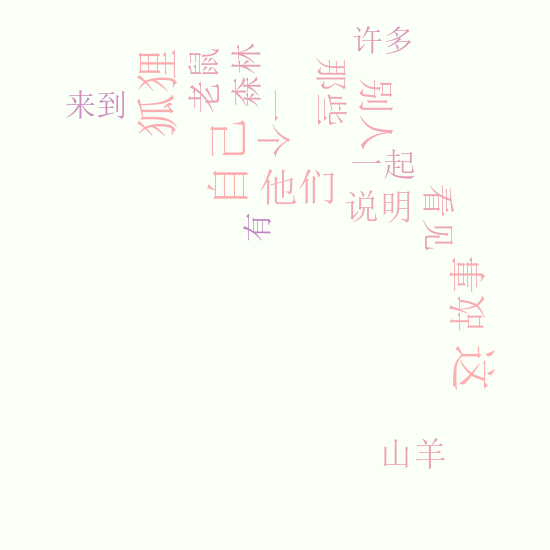 许多
狐狸
老鼠
森林
那些
来到
别人
一个
自己
一起
他们
说明
看见
有
故事
这
山羊